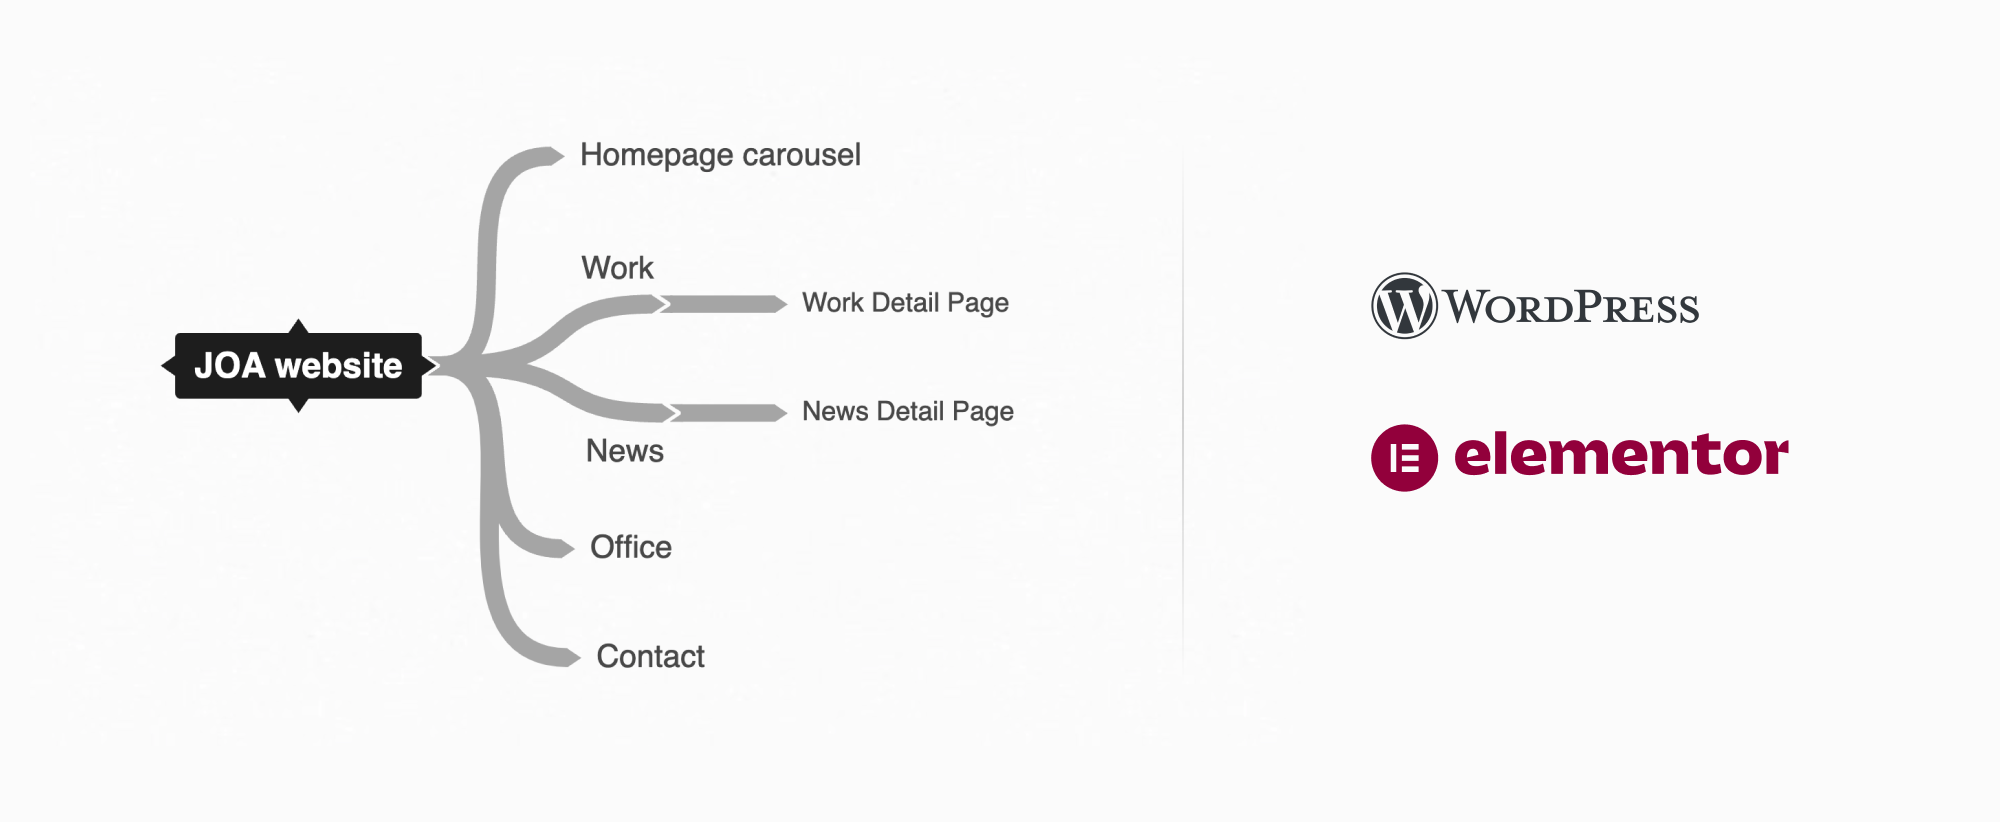 JOA website
Homepage carousel
Work
Work Detail Page
News Detail Page
News
Office
Contact
WORDPRESS
elementor